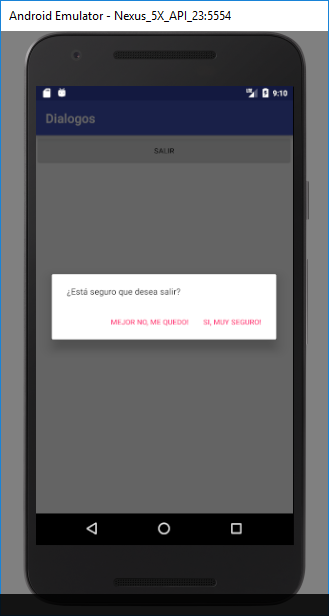 Android Emulator - Nexus_5X_API_23:5554
9:10
Dialogos
SALIR
¿Está seguro que desea salir?
MEJOR NO, ME QUEDO! SI, MUY SEGURO!